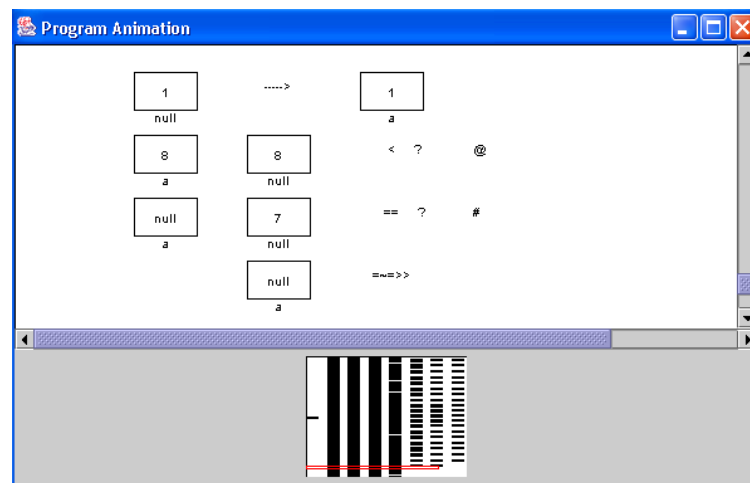 Program Animation
1 -----> 1
null a
8 8 < ? @
a null
null 7 == ? #
a null
null =~=>>
a